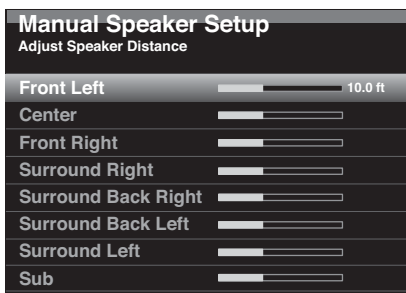 Manual Speaker Setup
Adjust Speaker Distance
Front Left 10.0 ft
Center
Front Right
Surround Right
Surround Back Right
Surround Back Left
Surround Left
Sub